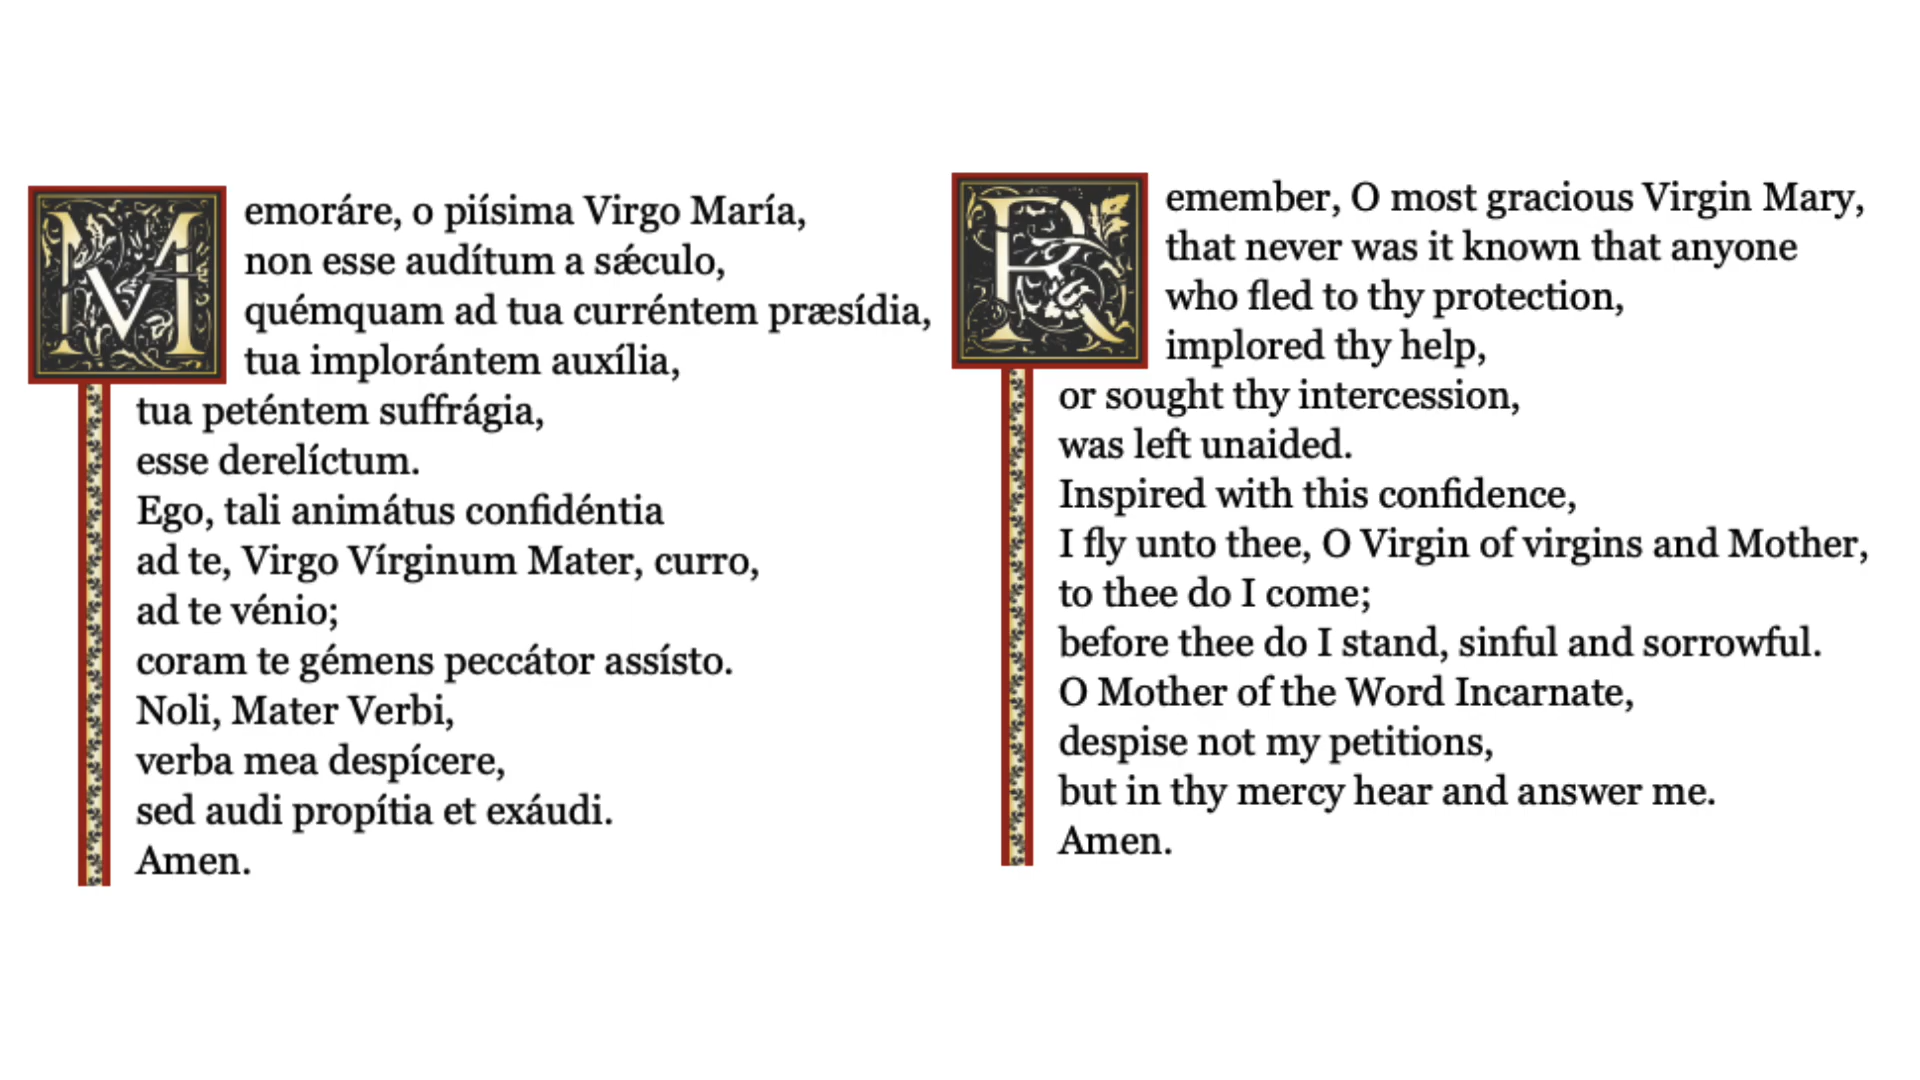 Memoráre, o piísima Virgo María,
non esse audítum a sǽculo,
quémquam ad tua curréntem præsídia,
tua implorántem auxília,
tua peténtem suffrágia,
esse derelíctum.
Ego, tali animátus confidéntia
ad te, Virgo Vírginum Mater, curro,
ad te vénio;
coram te gémens peccátor assísto.
Noli, Mater Verbi,
verba mea despícere,
sed audi propítia et exáudi.
Amen.
Remember, O most gracious Virgin Mary,
that never was it known that anyone
who fled to thy protection,
implored thy help,
or sought thy intercession,
was left unaided.
Inspired with this confidence,
I fly unto thee, O Virgin of virgins and Mother,
to thee do I come;
before thee do I stand, sinful and sorrowful.
O Mother of the Word Incarnate,
despise not my petitions,
but in thy mercy hear and answer me.
Amen.